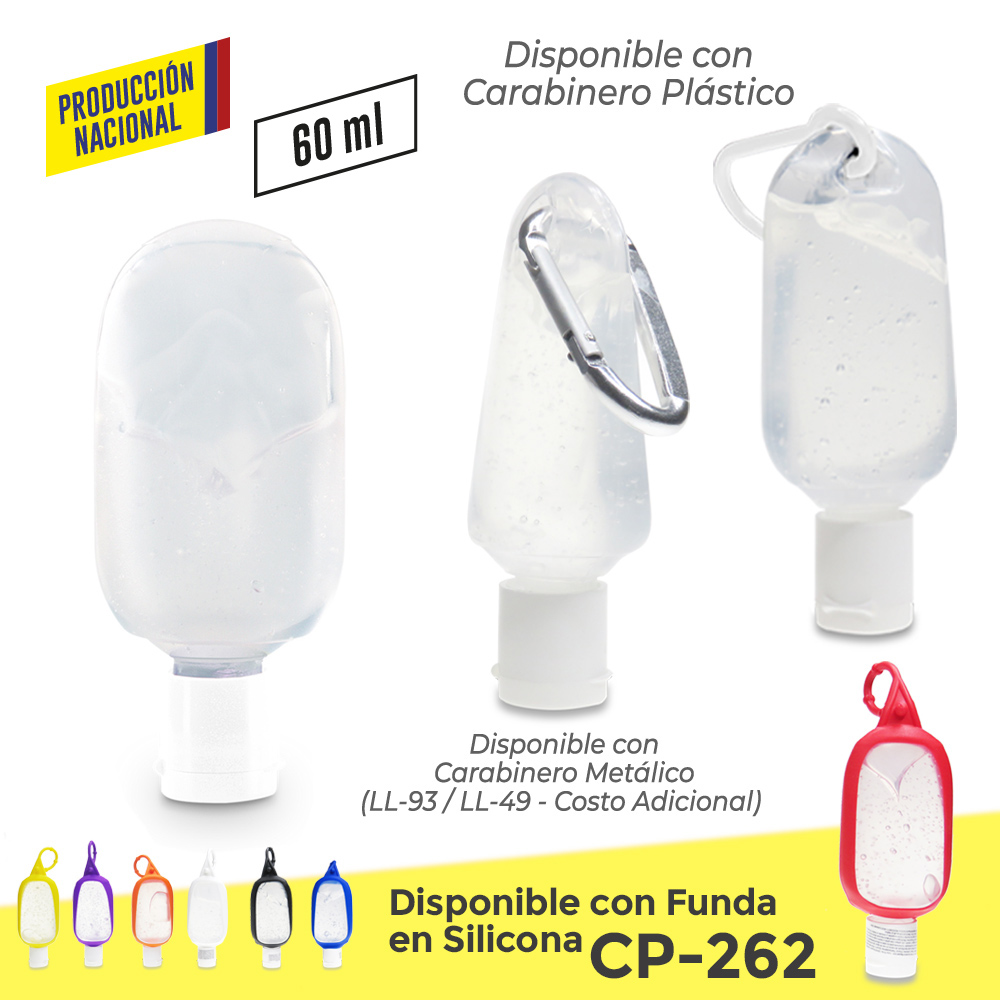 PRODUCCIÓN
NACIONAL
60 ml
Disponible con
Carabinero Plástico
Disponible con
Carabinero Metálico
(LL-93 / LL-49 - Costo Adicional)
Disponible con Funda
en Silicona CP-262